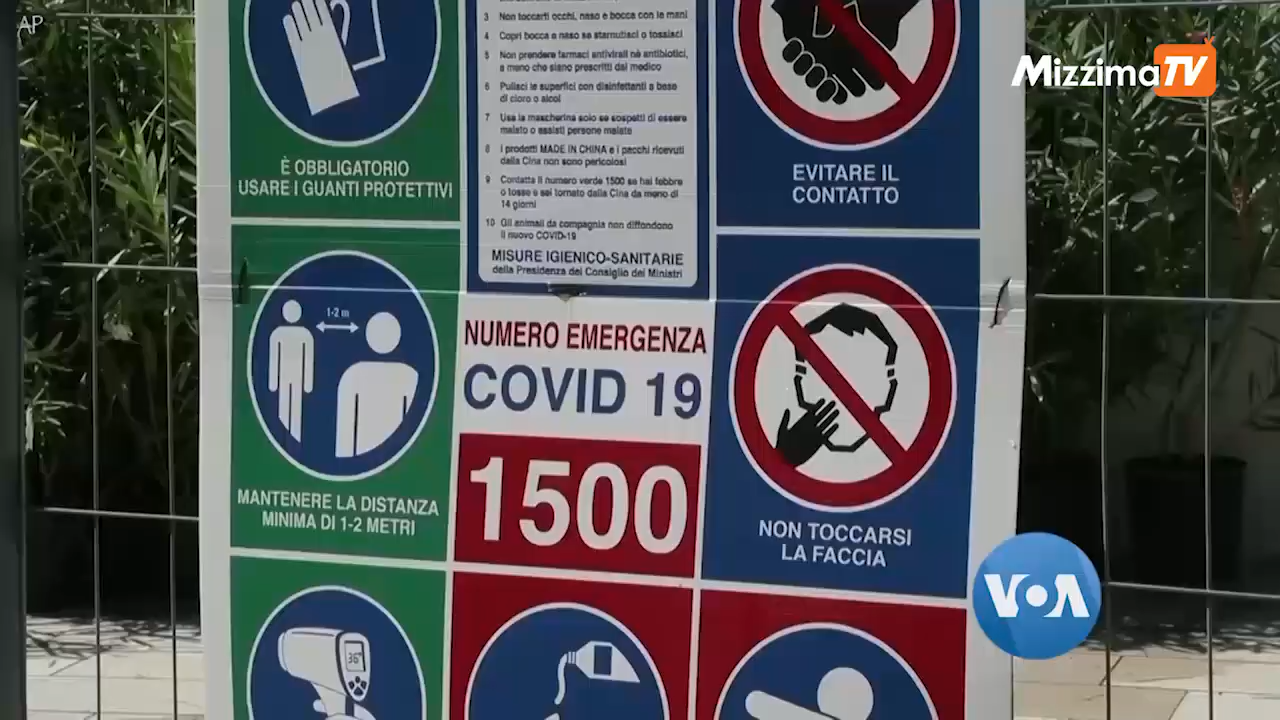 AP
MizzimaTV
3 Non toccarti occhi, naso e bocca con le mani
4 Copri bocca e naso se starnutisci o tossisci
5 Non prendere farmaci antivirali nè antibiotici,
a meno che siano prescritti dal medico
6 Pulisci le superfici con disinfettanti a base
di cloro o alcol
7 Usa la mascherina solo se sospetti di essere
malato o assisti persone malate
8 I prodotti MADE IN CHINA e i pacchi ricevuti
dalla Cina non sono pericolosi
9 Contatta il numero verde 1500 se hai febbre
o tosse e sei tornato dalla Cina da meno di
14 giorni
10 Gli animali da compagnia non diffondono
il nuovo COVID-19
MISURE IGIENICO-SANITARIE
della Presidenza del Consiglio dei Ministri
È OBBLIGATORIO
USARE I GUANTI PROTETTIVI
EVITARE IL
CONTATTO
1-2 m
MANTENERE LA DISTANZA
MINIMA DI 1-2 METRI
NUMERO EMERGENZA
COVID 19
1500
NON TOCCARSI
LA FACCIA
36°
VOA